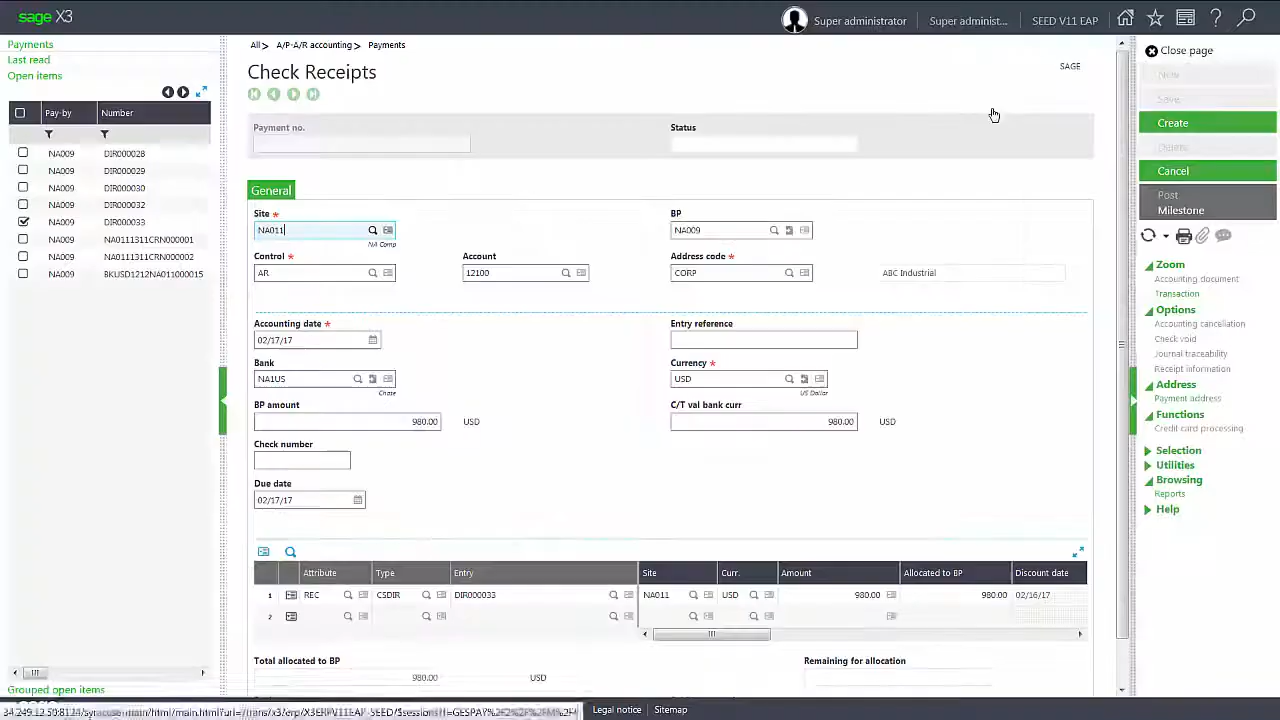 sage X3
Super administrator
Super administ...
SEED V11 EAP
Payments
Last read
Open items
Pay-by Number
NA009 DIR000028
NA009 DIR000029
NA009 DIR000030
NA009 DIR000032
NA009 DIR000033
NA009 NA0111311CRN000001
NA009 NA0111311CRN000002
NA009 BKUSD1212NA011000015
Grouped open items
All> A/P-A/R accounting> Payments
Check Receipts
SAGE
Payment no.
Status
General
Site *
NA011
NA Comp
BP
NA009
Control *
AR
Account
12100
Address code *
CORP
ABC Industrial
Accounting date *
02/17/17
Entry reference
Bank
NA1US
Chase
Currency *
USD
US Dollar
BP amount
980.00 USD
C/T val bank curr
980.00 USD
Check number
Due date
02/17/17
Attribute Type Entry Site Curr. Amount Allocated to BP Discount date
1 REC CSDIR DIR000033 NA011 USD 980.00 980.00 02/16/17
2
Total allocated to BP
980.00 USD
Remaining for allocation
Close page
New
Save
Create
Delete
Cancel
Post
Milestone
Zoom
Accounting document
Transaction
Options
Accounting cancellation
Check void
Journal traceability
Receipt information
Address
Payment address
Functions
Credit card processing
Selection
Utilities
Browsing
Reports
Help
Legal notice
Sitemap